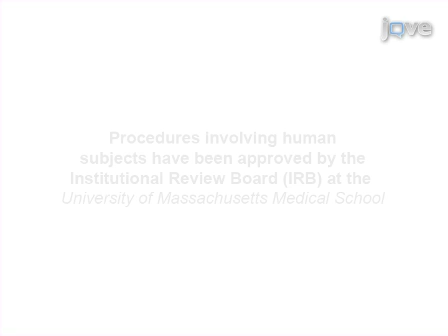 jove
Procedures involving human
subjects have been approved by the
Institutional Review Board (IRB) at the
University of Massachusetts Medical School